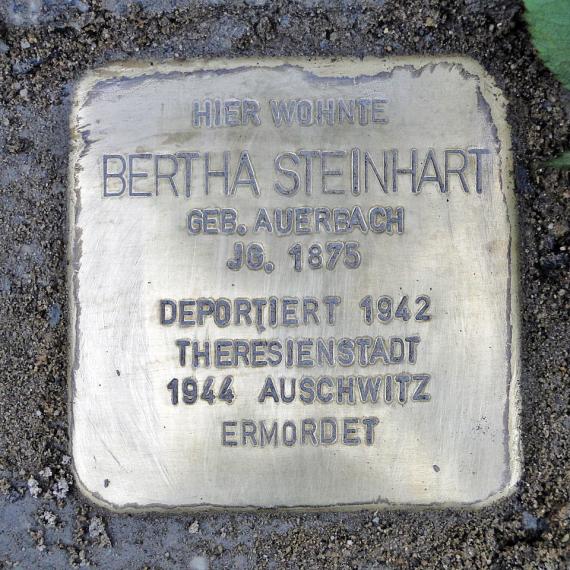 HIER WOHNTE
BERTHA STEINHART
GEB. AUERBACH
JG. 1875
DEPORTIERT 1942
THERESIENSTADT
1944 AUSCHWITZ
ERMORDET